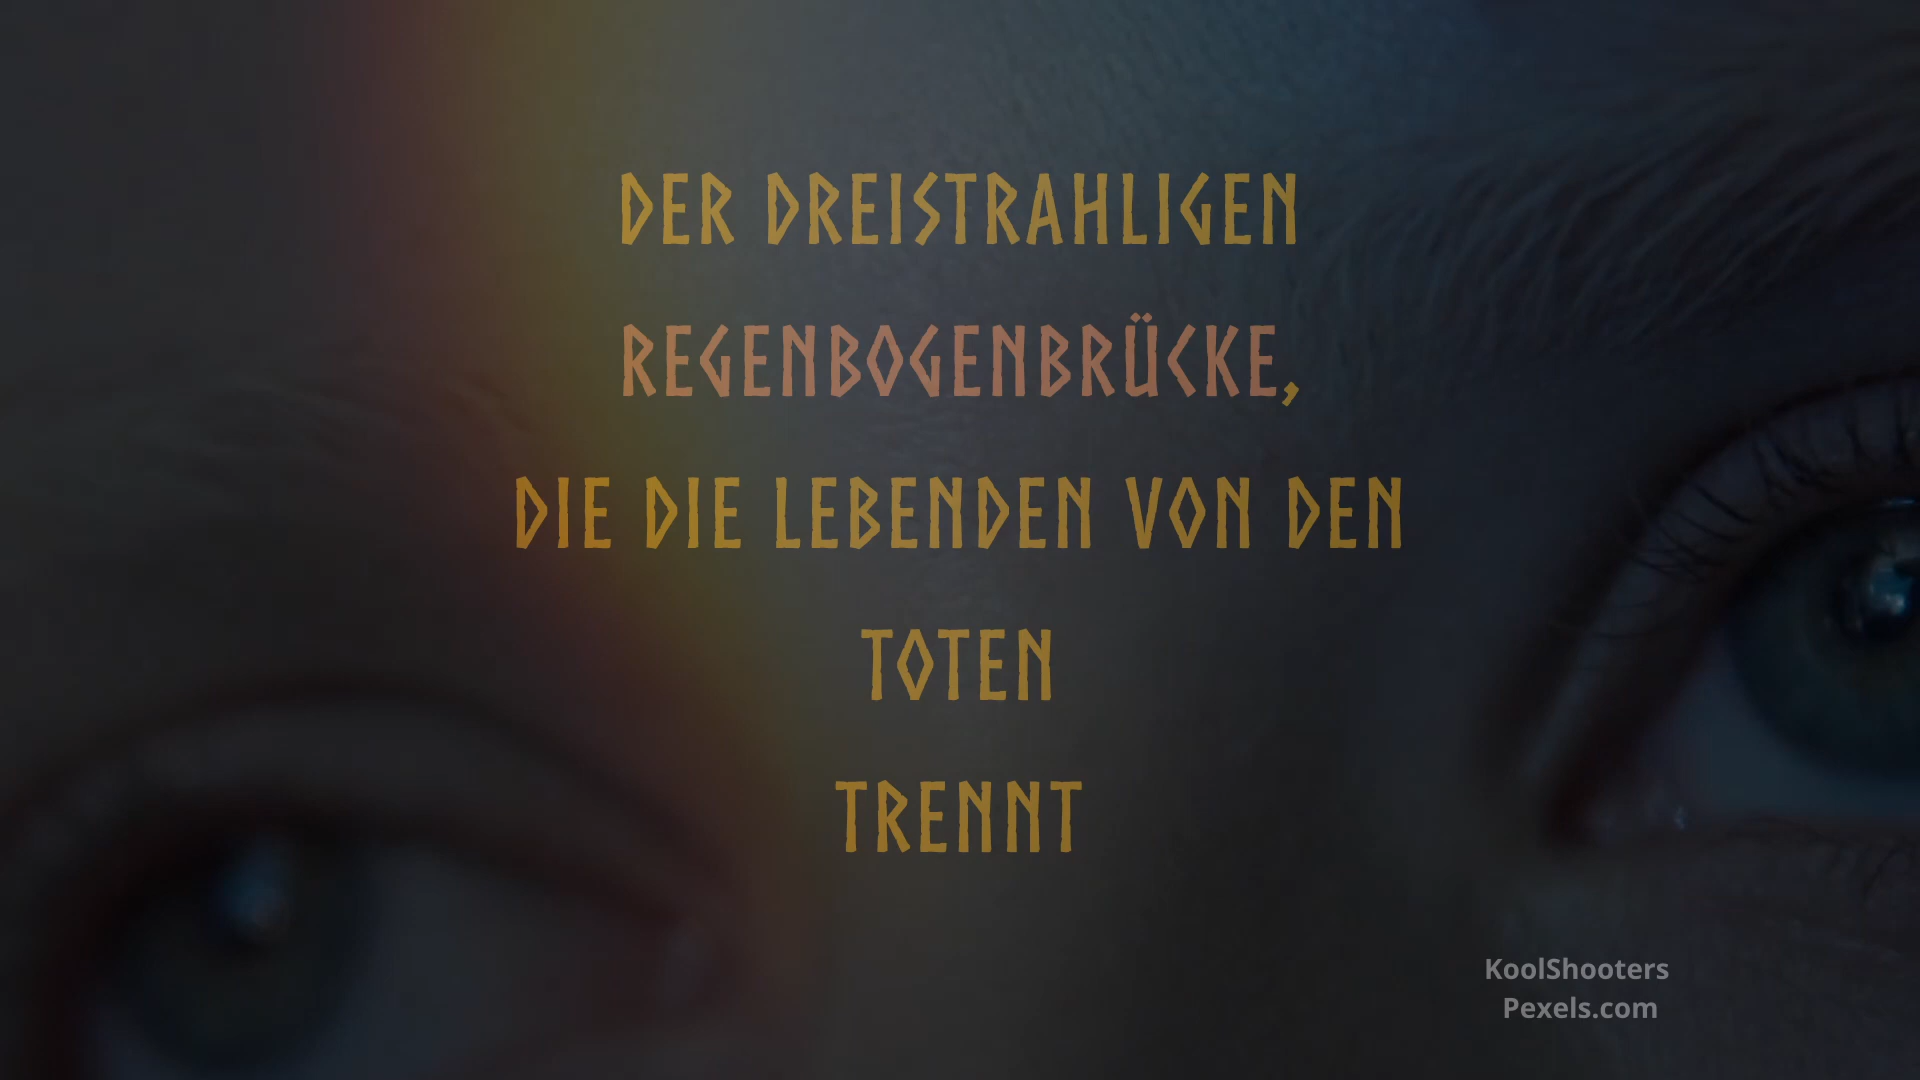 DER DREISTRAHLIGEN
REGENBOGENBRÜCKE,
DIE DIE LEBENDEN VON DEN
TOTEN
TRENNT
KoolShooters
Pexels.com